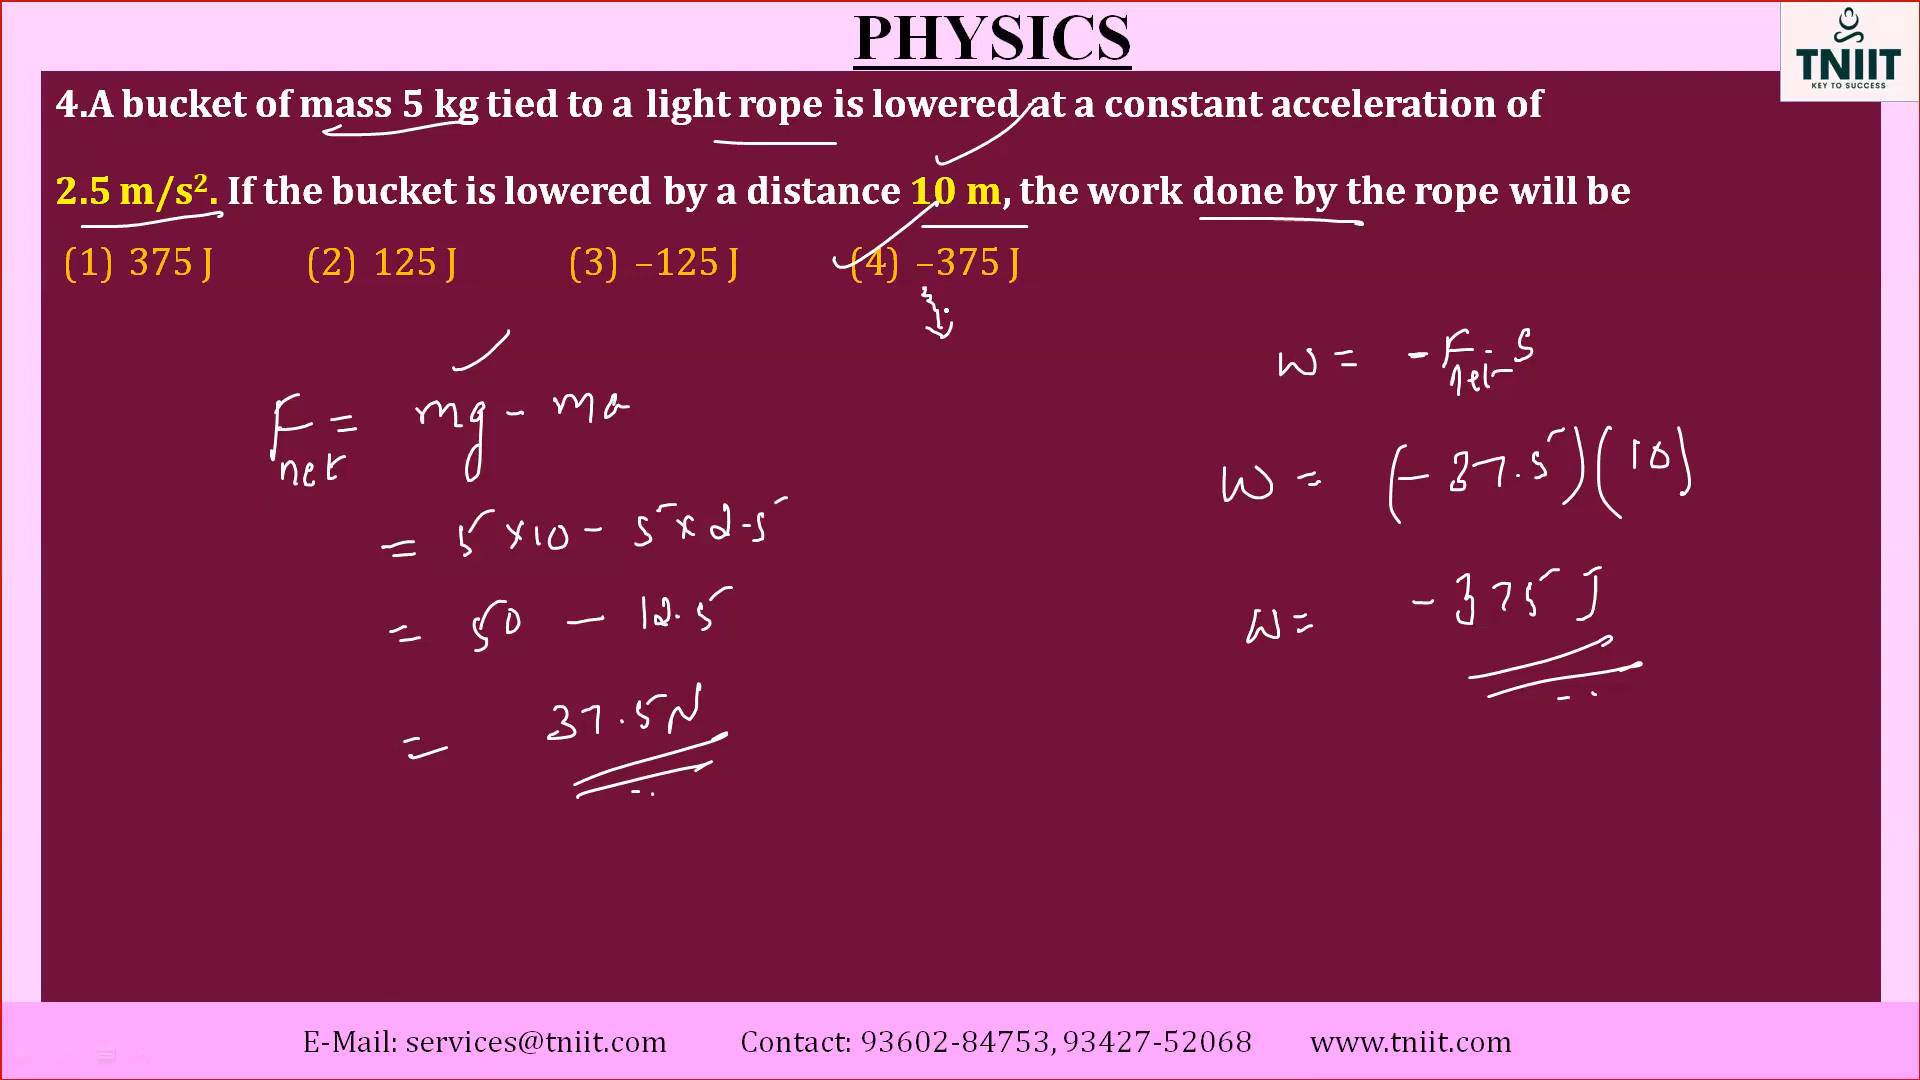 PHYSICS
TNIIT
KEY TO SUCCESS
4.A bucket of mass 5 kg tied to a light rope is lowered at a constant acceleration of
2.5 m/s². If the bucket is lowered by a distance 10 m, the work done by the rope will be
(1) 375 J (2) 125 J (3) –125 J (4) –375 J
F net = mg - ma
= 5 × 10 - 5 × 2.5
= 50 - 12.5
= 37.5 N
W = - F net . S
W = (- 37.5) (10)
W = - 375 J
E-Mail: services@tniit.com Contact: 93602-84753, 93427-52068 www.tniit.com